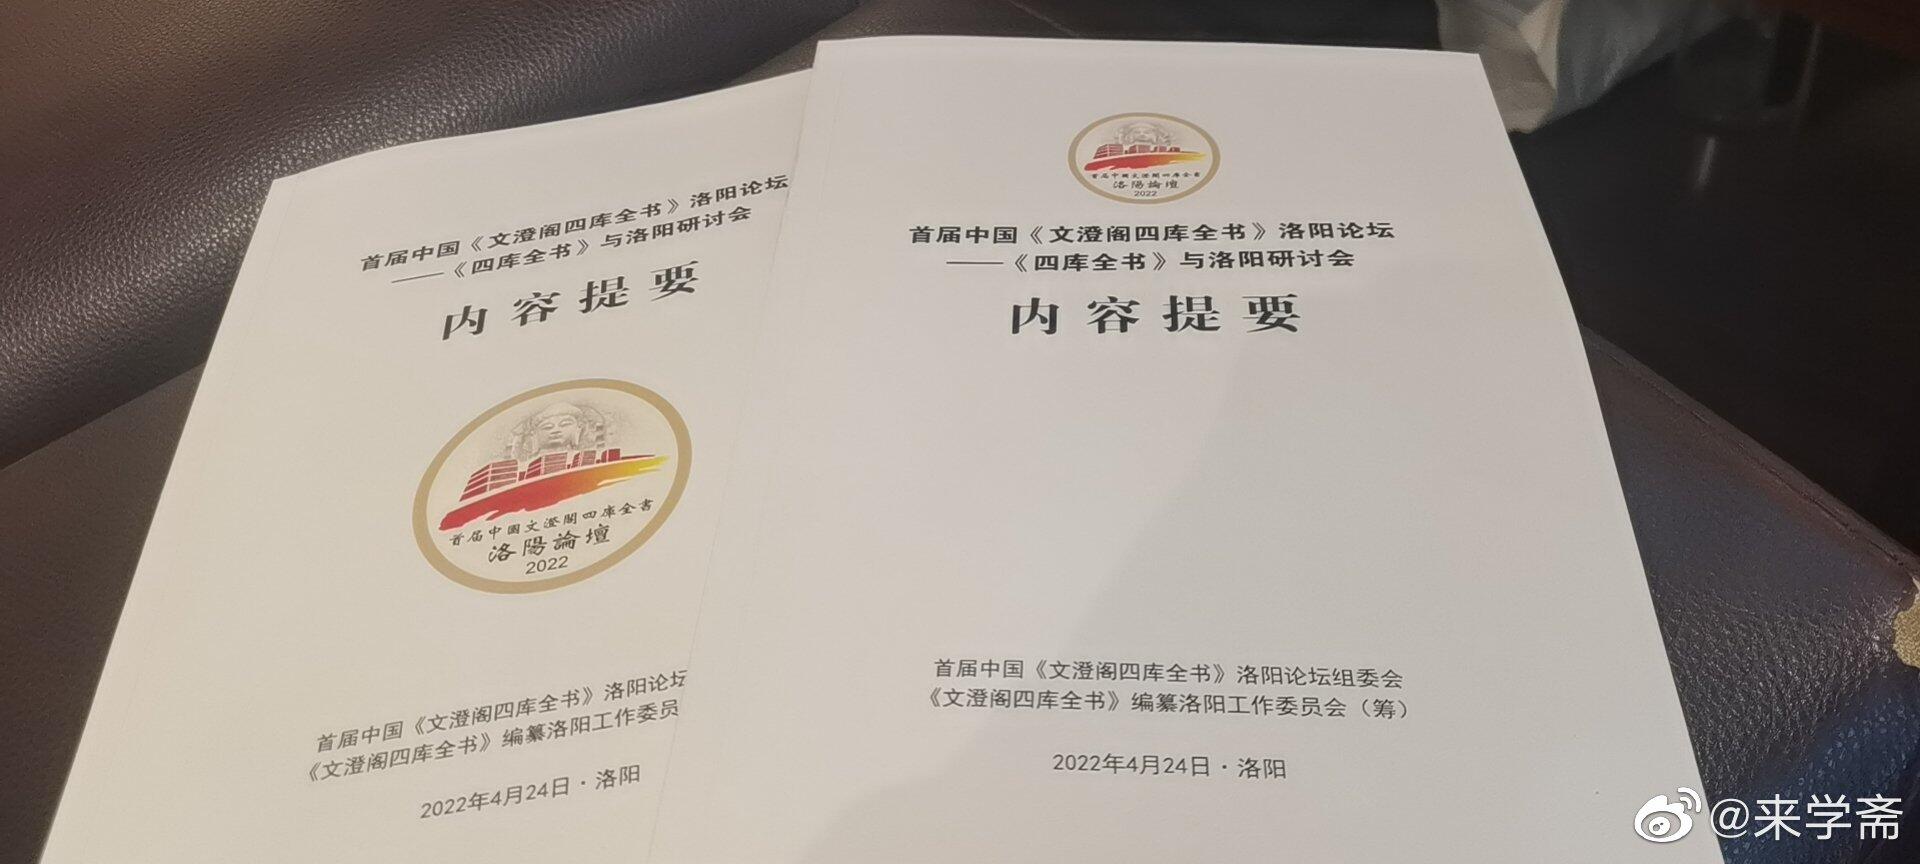 首届中国《文澄阁四库全书》洛阳论坛
——《四库全书》与洛阳研讨会
内容提要
首届中國文澄閣四库全書
洛陽論壇
2022
首届中国《文澄阁四库全书》洛阳论坛
《文澄阁四库全书》编纂洛阳工作委员
2022年4月24日·洛阳
首届中國文澄閣四库全書
洛陽論壇
2022
首届中国《文澄阁四库全书》洛阳论坛
——《四库全书》与洛阳研讨会
内容提要
首届中国《文澄阁四库全书》洛阳论坛组委会
《文澄阁四库全书》编纂洛阳工作委员会（筹）
2022年4月24日·洛阳
@来学斋